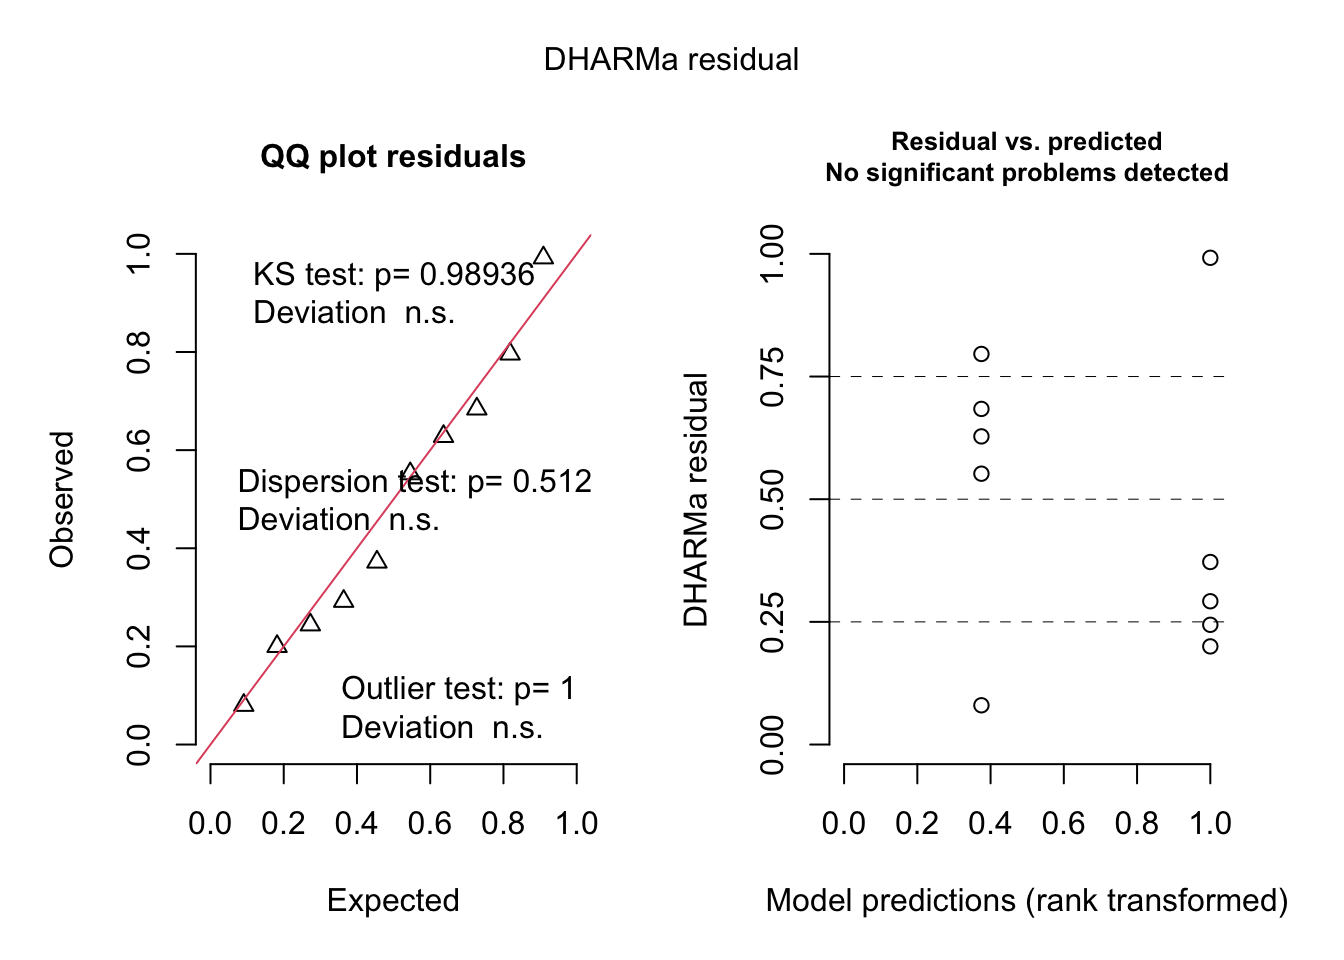 DHARMa residual
QQ plot residuals
KS test: p= 0.98936
Deviation  n.s.
Dispersion test: p= 0.512
Deviation  n.s.
Outlier test: p= 1
Deviation  n.s.
Observed
0.0
0.2
0.4
0.6
0.8
1.0
0.0 0.2 0.4 0.6 0.8 1.0
Expected
Residual vs. predicted
No significant problems detected
DHARMa residual
0.00
0.25
0.50
0.75
1.00
0.0 0.2 0.4 0.6 0.8 1.0
Model predictions (rank transformed)